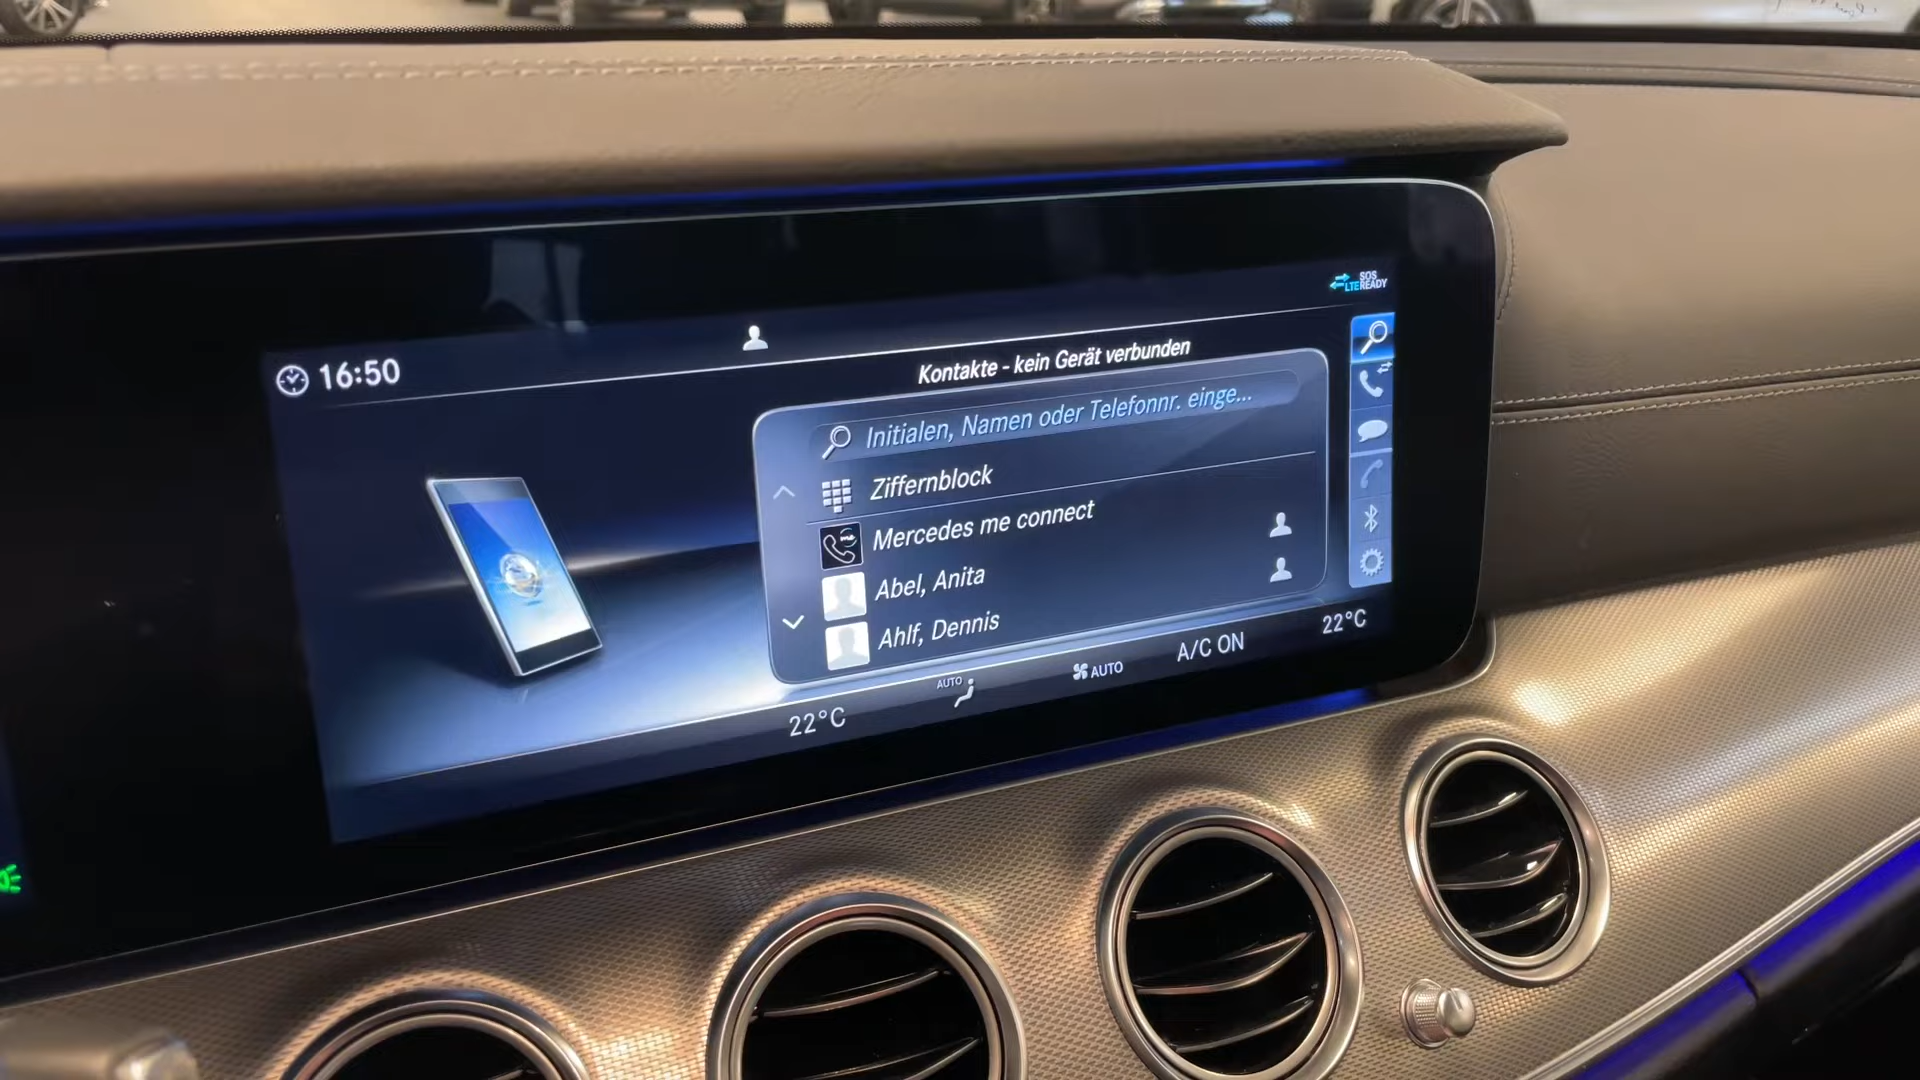 SOS
LTE READY
16:50
Kontakte - kein Gerät verbunden
Initialen, Namen oder Telefonnr. einge...
Ziffernblock
Mercedes me connect
Abel, Anita
Ahlf, Dennis
22°C
AUTO
AUTO
A/C ON
22°C